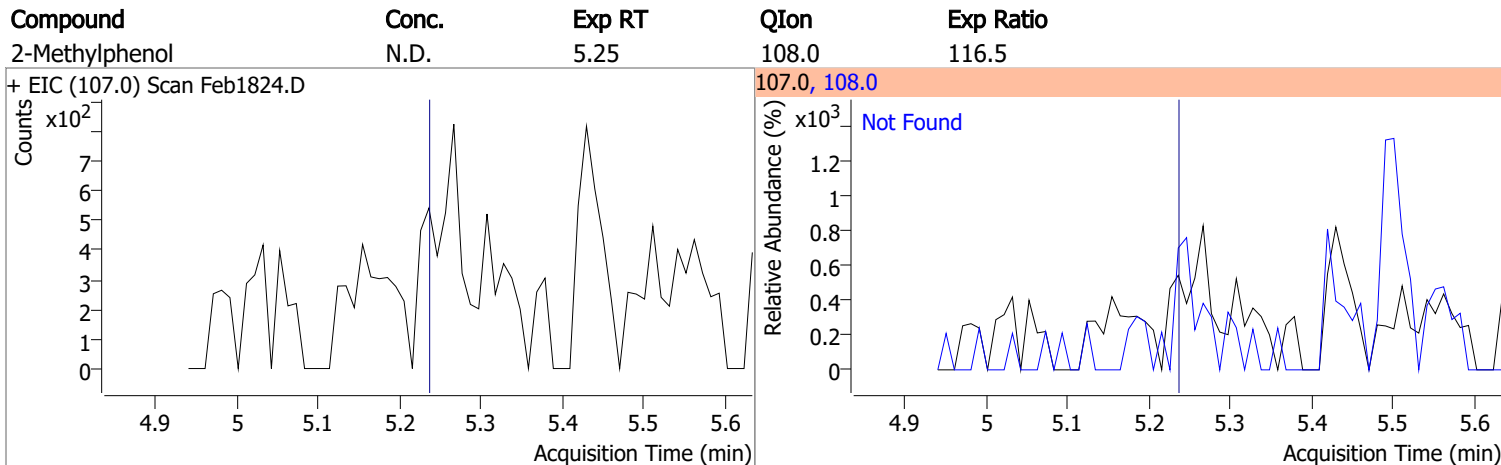 Compound Conc. Exp RT QIon Exp Ratio
2-Methylphenol N.D. 5.25 108.0 116.5
+ EIC (107.0) Scan Feb1824.D
Counts
x10²
7
6
5
4
3
2
1
0
4.9 5 5.1 5.2 5.3 5.4 5.5 5.6
Acquisition Time (min)
107.0, 108.0
Relative Abundance (%)
x10³
Not Found
1.2
1
0.8
0.6
0.4
0.2
0
4.9 5 5.1 5.2 5.3 5.4 5.5 5.6
Acquisition Time (min)